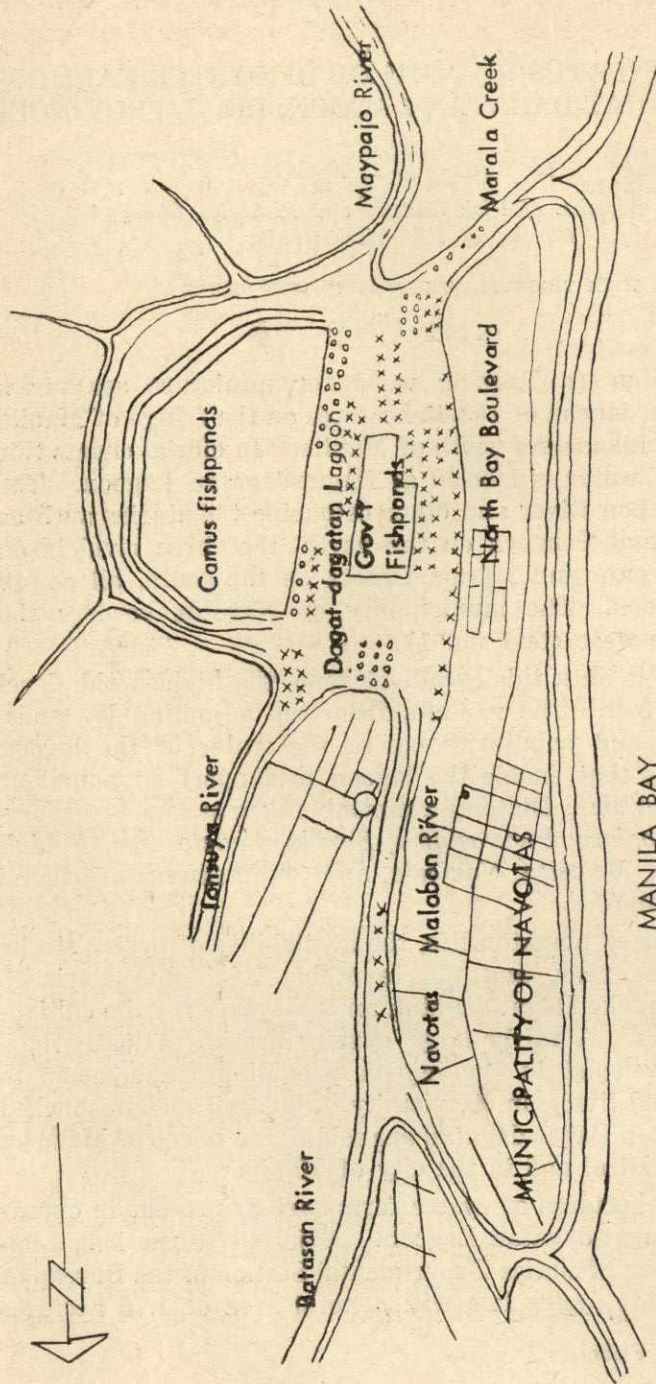 Maypajo River
Marala Creek
Camus fishponds
Dagat-dagatan Lagoon
Gov't
Fishponds
North Bay Boulevard
Tonsuya River
Navotas Malabon River
MUNICIPALITY OF NAVOTAS
Batasan River
MANILA BAY
N